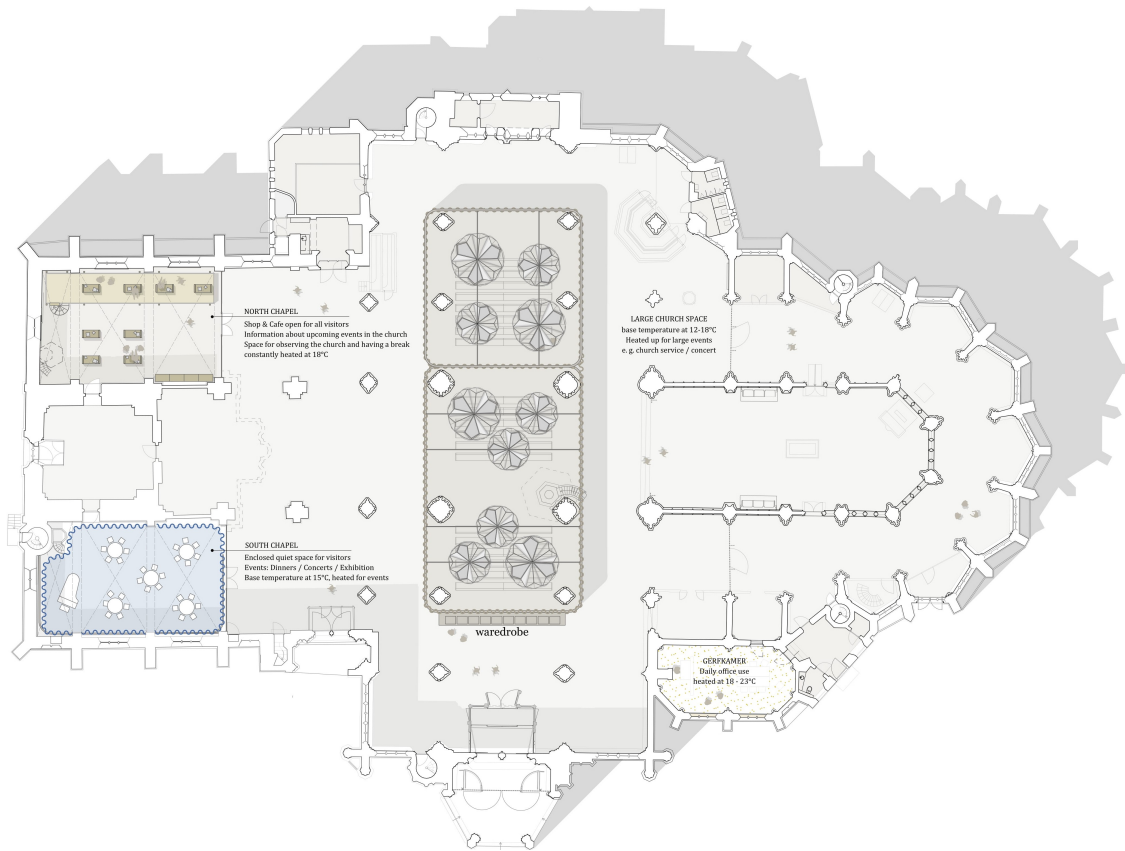 NORTH CHAPEL
Shop & Cafe open for all visitors
Information about upcoming events in the church
Space for observing the church and having a break
constantly heated at 18°C
LARGE CHURCH SPACE
base temperature at 12-18°C
Heated up for large events
e. g. church service / concert
SOUTH CHAPEL
Enclosed quiet space for visitors
Events: Dinners / Concerts / Exhibition
Base temperature at 15°C, heated for events
waredrobe
GERFKAMER
Daily office use
heated at 18 - 23°C